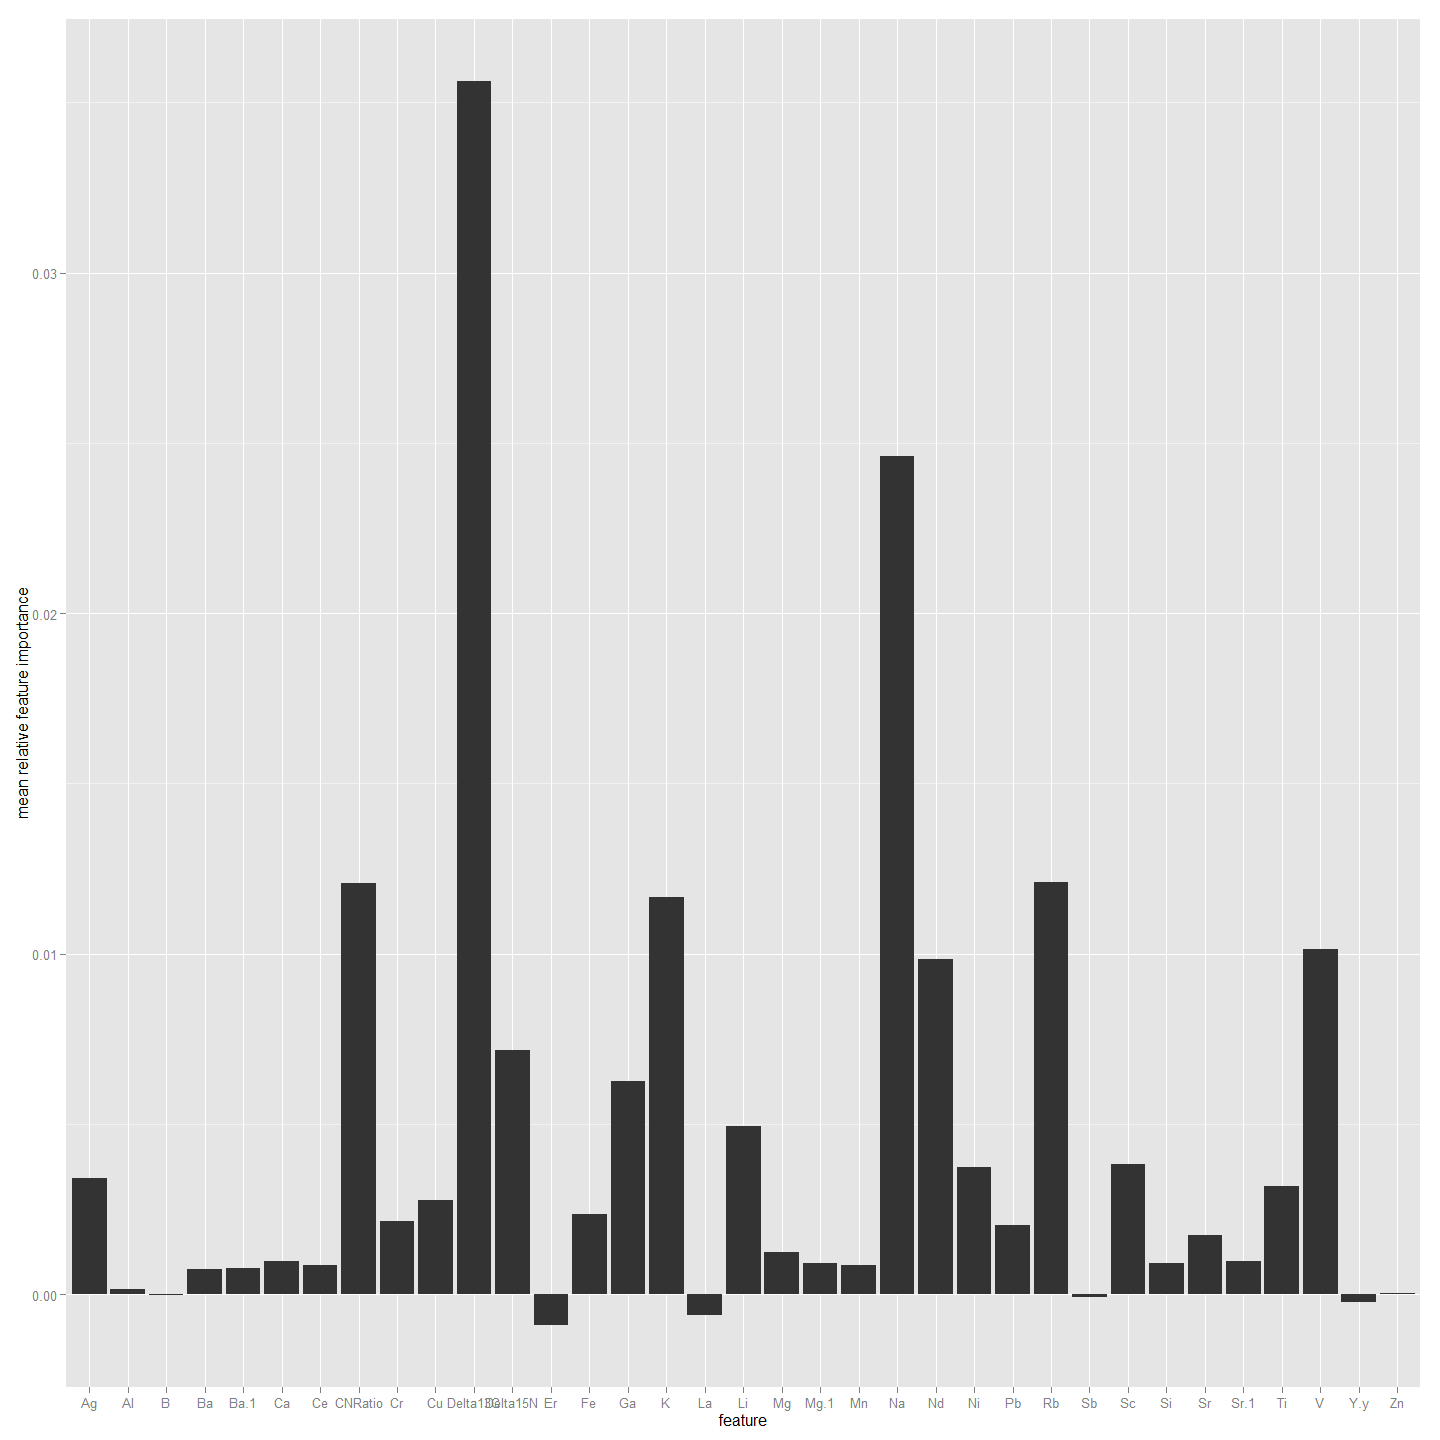 mean relative feature importance
0.03
0.02
0.01
0.00
Ag Al B Ba Ba.1 Ca Ce CNRatio Cr Cu Delta13C Delta15N Er Fe Ga K La Li Mg Mg.1 Mn Na Nd Ni Pb Rb Sb Sc Si Sr Sr.1 Ti V Y.y Zn
feature